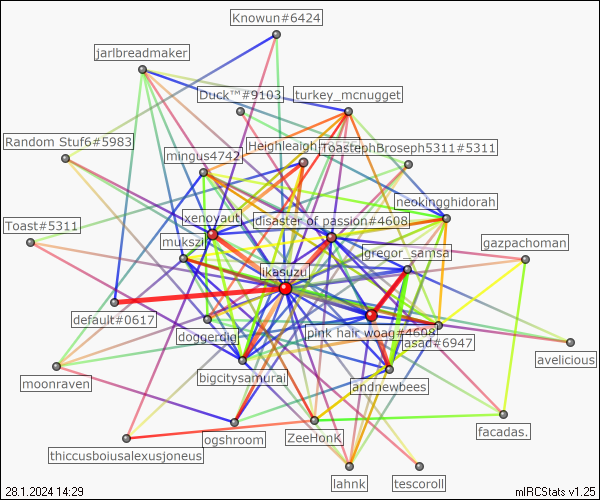 Knowun#6424
jarlbreadmaker
Duck™#9103
turkey_mcnugget
Random Stuf6#5983
Heighleigh
ToastephBroseph5311#5311
mingus4742
neokingghidorah
Toast#5311
xenoyaut
disaster of passion#4608
mukszi
gregor_samsa
gazpachoman
ikasuzu
default#0617
doggerdig
pink hair woag#4608
asad#6947
avelicious
moonraven
bigcitysamurai
andnewbees
facadas.
thiccusboiusalexusjoneus
ogshroom
ZeeHonK
lahnk
tescoroll
28.1.2024 14:29
mIRCStats v1.25